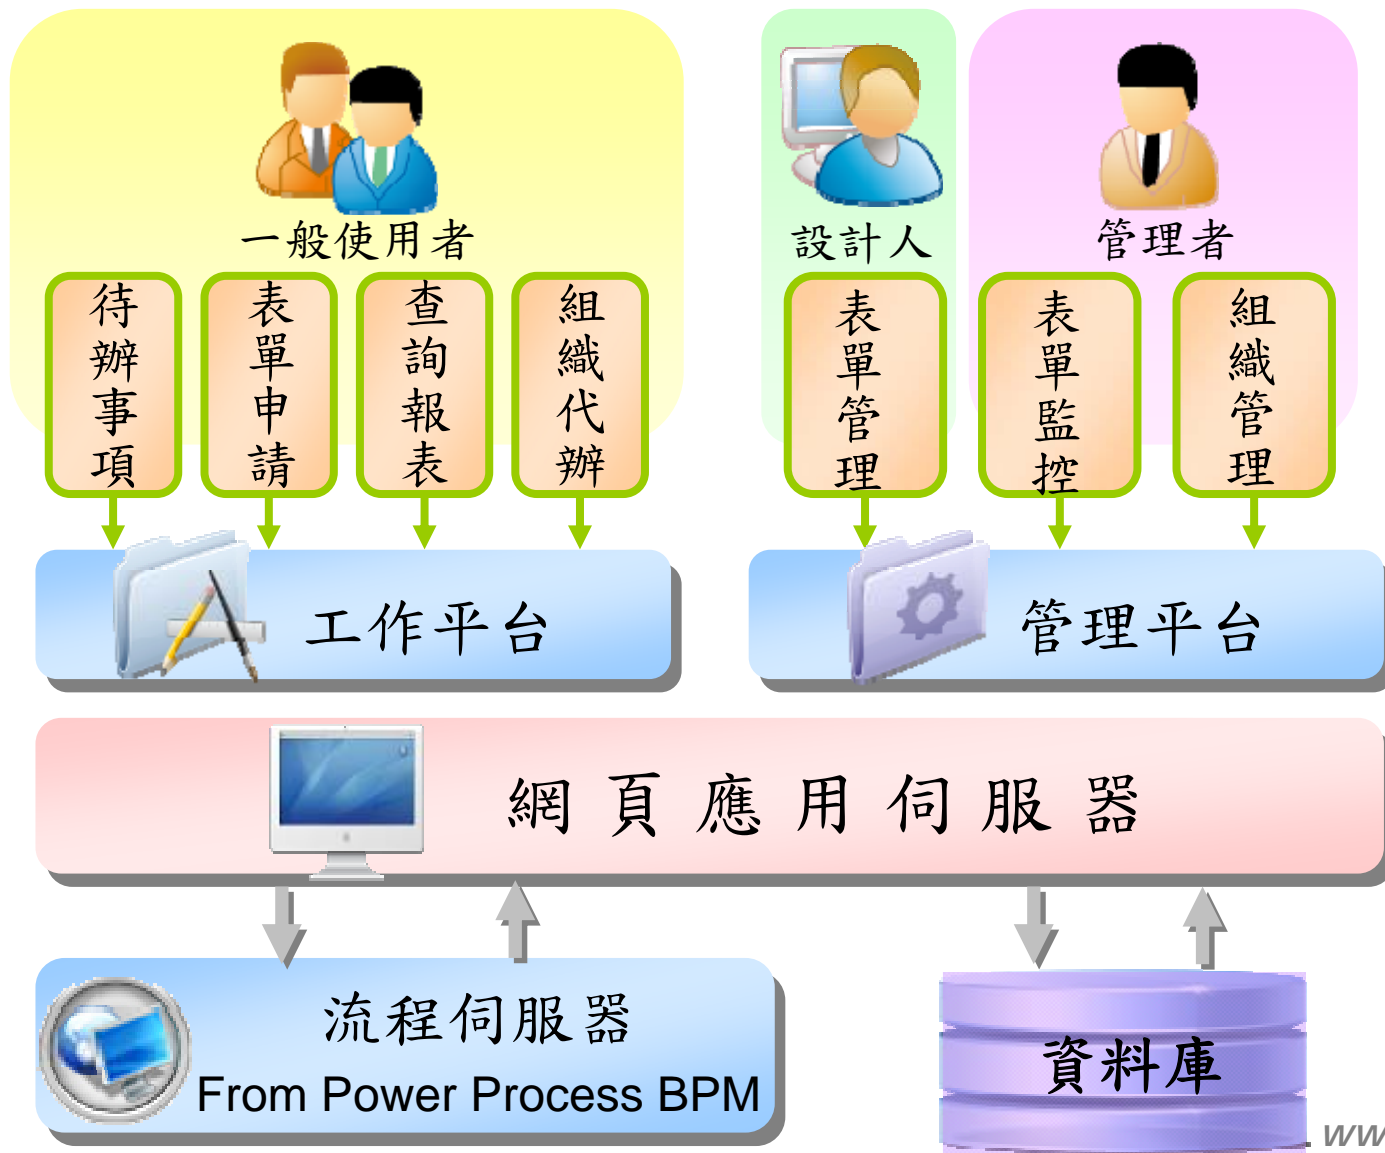 一般使用者
設計人
管理者
待辦事項
表單申請
查詢報表
組織代辦
表單管理
表單監控
組織管理
工作平台
管理平台
網頁應用伺服器
流程伺服器
From Power Process BPM
資料庫
. ww